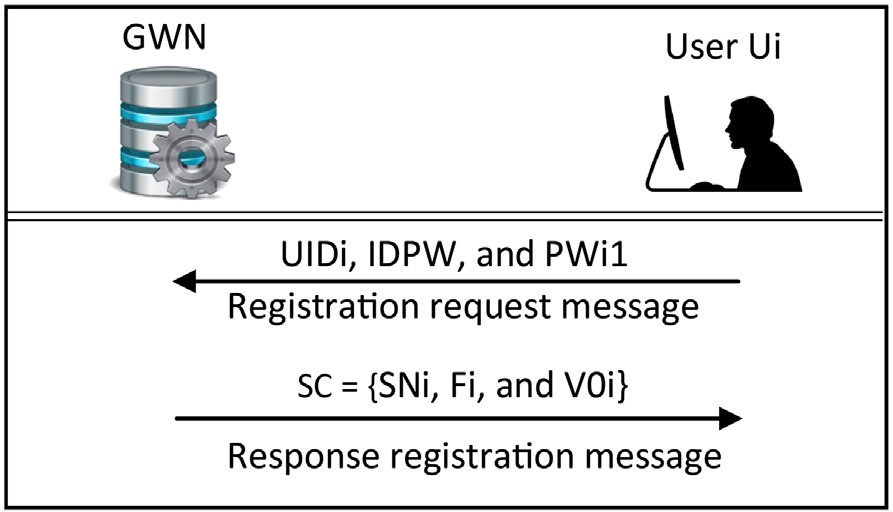 GWN
User Ui
UIDi, IDPW, and PWi1
Registration request message
SC = {SNi, Fi, and V0i}
Response registration message